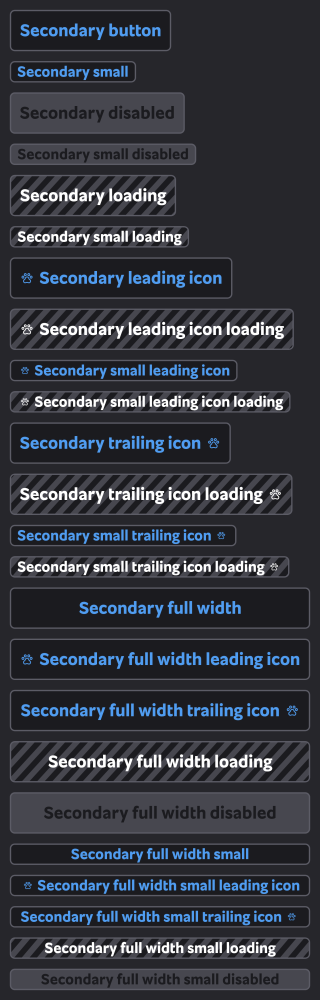 Secondary button
Secondary small
Secondary disabled
Secondary small disabled
Secondary loading
Secondary small loading
Secondary leading icon
Secondary leading icon loading
Secondary small leading icon
Secondary small leading icon loading
Secondary trailing icon
Secondary trailing icon loading
Secondary small trailing icon
Secondary small trailing icon loading
Secondary full width
Secondary full width leading icon
Secondary full width trailing icon
Secondary full width loading
Secondary full width disabled
Secondary full width small
Secondary full width small leading icon
Secondary full width small trailing icon
Secondary full width small loading
Secondary full width small disabled